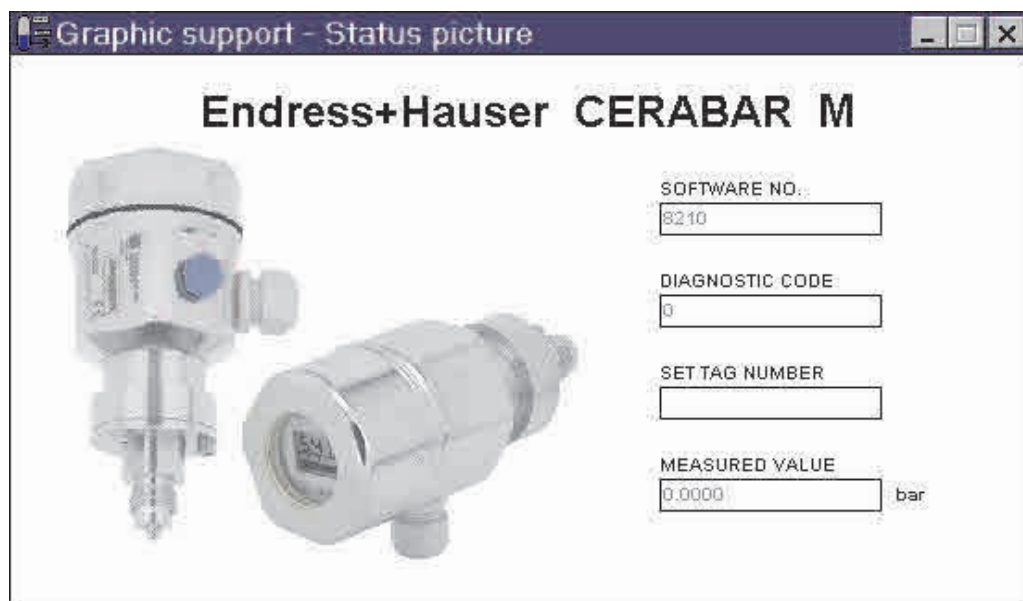 Graphic support - Status picture
Endress+Hauser CERABAR M
SOFTWARE NO.
8210
DIAGNOSTIC CODE
0
SET TAG NUMBER
MEASURED VALUE
0.0000 bar